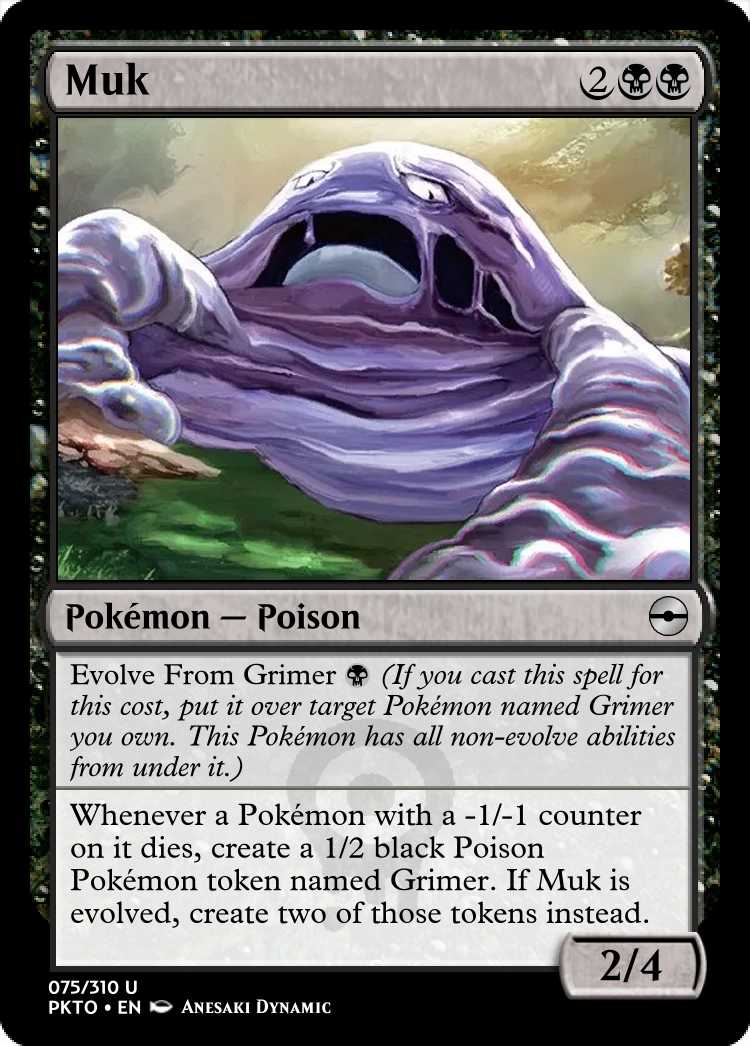 Muk 2
Pokémon — Poison
Evolve From Grimer (If you cast this spell for
this cost, put it over target Pokémon named Grimer
you own. This Pokémon has all non-evolve abilities
from under it.)
Whenever a Pokémon with a -1/-1 counter
on it dies, create a 1/2 black Poison
Pokémon token named Grimer. If Muk is
evolved, create two of those tokens instead.
2/4
075/310 U
PKTO • EN Anesaki Dynamic